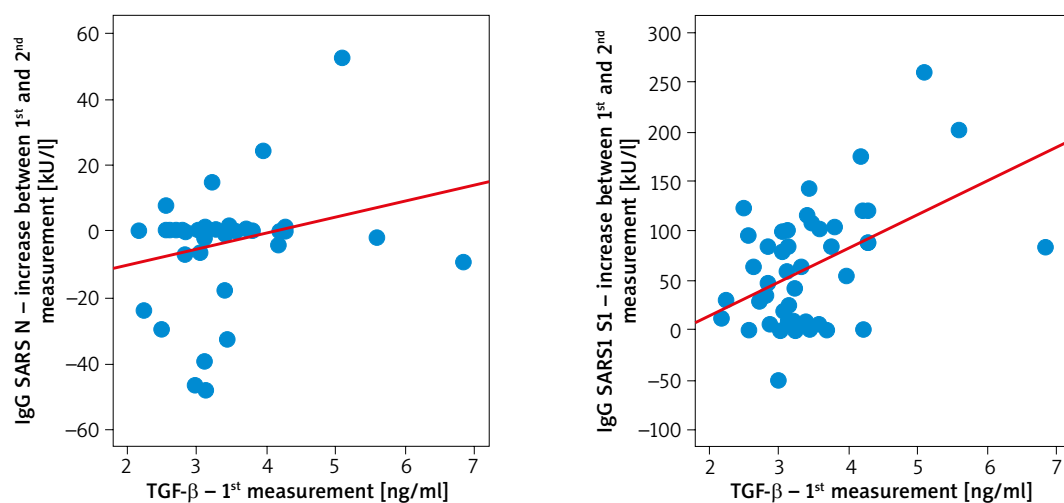 IgG SARS N – increase between 1st and 2nd
measurement [kU/l]
60
40
20
0
–20
–40
–60
2 3 4 5 6 7
TGF-β – 1st measurement [ng/ml]
IgG SARS1 S1 – increase between 1st and 2nd
measurement [kU/l]
300
250
200
150
100
50
0
–50
–100
2 3 4 5 6 7
TGF-β – 1st measurement [ng/ml]